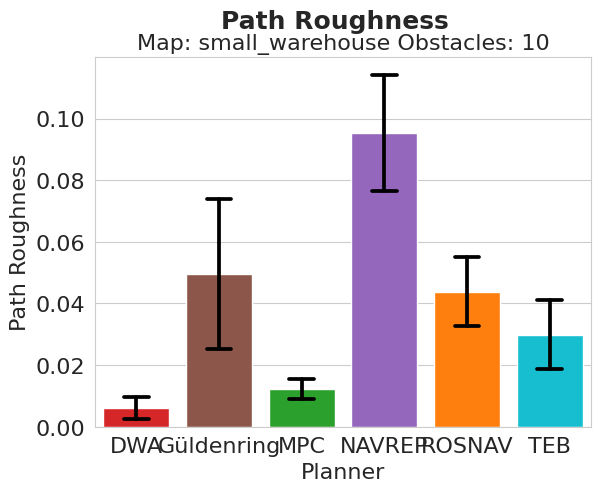 Path Roughness
Map: small_warehouse Obstacles: 10
Path Roughness
0.10
0.08
0.06
0.04
0.02
0.00
DWA Güldenring MPC NAVREP ROSNAV TEB
Planner